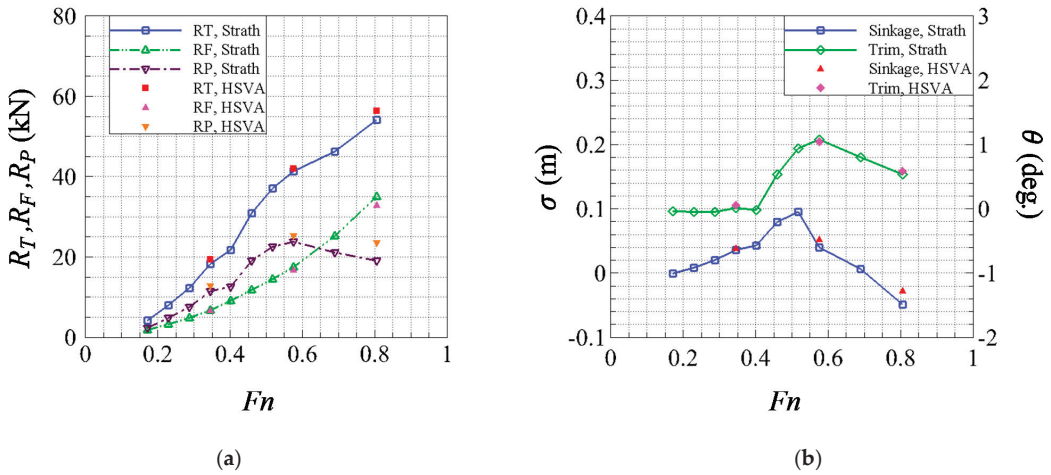 80
60
40
20
0
R_T, R_F, R_P (kN)
RT, Strath
RF, Strath
RP, Strath
RT, HSVA
RF, HSVA
RP, HSVA
0 0.2 0.4 0.6 0.8 1
Fn
(a)
0.4
0.3
0.2
0.1
0
-0.1
σ (m)
Sinkage, Strath
Trim, Strath
Sinkage, HSVA
Trim, HSVA
3
2
1
0
-1
-2
θ (deg.)
0 0.2 0.4 0.6 0.8 1
Fn
(b)